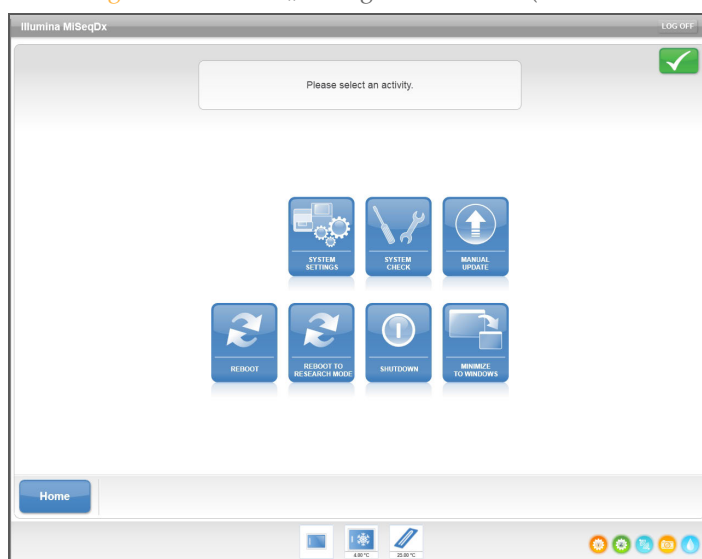 Illumina MiSeqDx
LOG OFF
Please select an activity.
SYSTEM
SETTINGS
SYSTEM
CHECK
MANUAL
UPDATE
REBOOT
REBOOT TO
RESEARCH MODE
SHUTDOWN
MINIMIZE
TO WINDOWS
Home
4.00 °C
25.00 °C